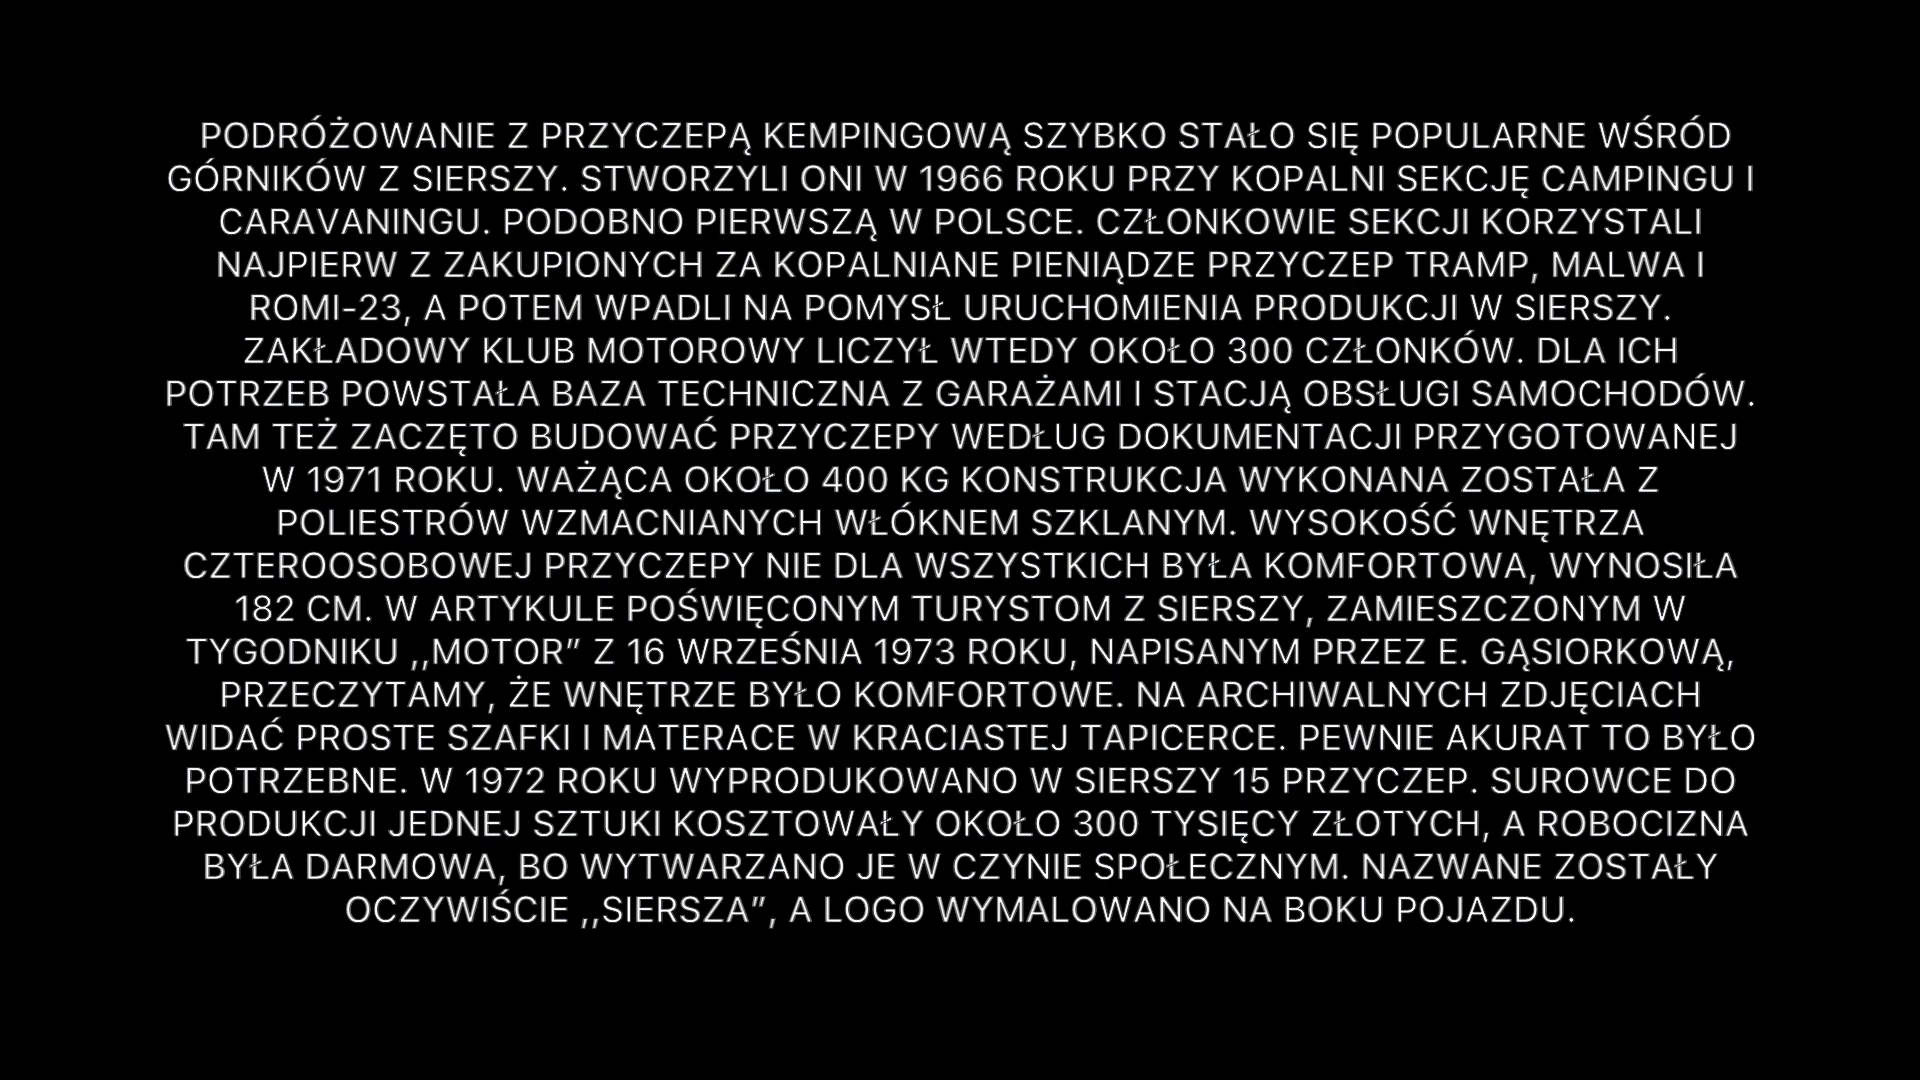 PODRÓŻOWANIE Z PRZYCZEPĄ KEMPINGOWĄ SZYBKO STAŁO SIĘ POPULARNE WŚRÓD
GÓRNIKÓW Z SIERSZY. STWORZYLI ONI W 1966 ROKU PRZY KOPALNI SEKCJĘ CAMPINGU I
CARAVANINGU. PODOBNO PIERWSZĄ W POLSCE. CZŁONKOWIE SEKCJI KORZYSTALI
NAJPIERW Z ZAKUPIONYCH ZA KOPALNIANE PIENIĄDZE PRZYCZEP TRAMP, MALWA I
ROMI-23, A POTEM WPADLI NA POMYSŁ URUCHOMIENIA PRODUKCJI W SIERSZY.
ZAKŁADOWY KLUB MOTOROWY LICZYŁ WTEDY OKOŁO 300 CZŁONKÓW. DLA ICH
POTRZEB POWSTAŁA BAZA TECHNICZNA Z GARAŻAMI I STACJĄ OBSŁUGI SAMOCHODÓW.
TAM TEŻ ZACZĘTO BUDOWAĆ PRZYCZEPY WEDŁUG DOKUMENTACJI PRZYGOTOWANEJ
W 1971 ROKU. WAŻĄCA OKOŁO 400 KG KONSTRUKCJA WYKONANA ZOSTAŁA Z
POLIESTRÓW WZMACNIANYCH WŁÓKNEM SZKLANYM. WYSOKOŚĆ WNĘTRZA
CZTEROOSOBOWEJ PRZYCZEPY NIE DLA WSZYSTKICH BYŁA KOMFORTOWA, WYNOSIŁA
182 CM. W ARTYKULE POŚWIĘCONYM TURYSTOM Z SIERSZY, ZAMIESZCZONYM W
TYGODNIKU ,,MOTOR” Z 16 WRZEŚNIA 1973 ROKU, NAPISANYM PRZEZ E. GĄSIORKOWĄ,
PRZECZYTAMY, ŻE WNĘTRZE BYŁO KOMFORTOWE. NA ARCHIWALNYCH ZDJĘCIACH
WIDAĆ PROSTE SZAFKI I MATERACE W KRACIASTEJ TAPICERCE. PEWNIE AKURAT TO BYŁO
POTRZEBNE. W 1972 ROKU WYPRODUKOWANO W SIERSZY 15 PRZYCZEP. SUROWCE DO
PRODUKCJI JEDNEJ SZTUKI KOSZTOWAŁY OKOŁO 300 TYSIĘCY ZŁOTYCH, A ROBOCIZNA
BYŁA DARMOWA, BO WYTWARZANO JE W CZYNIE SPOŁECZNYM. NAZWANE ZOSTAŁY
OCZYWIŚCIE ,,SIERSZA”, A LOGO WYMALOWANO NA BOKU POJAZDU.